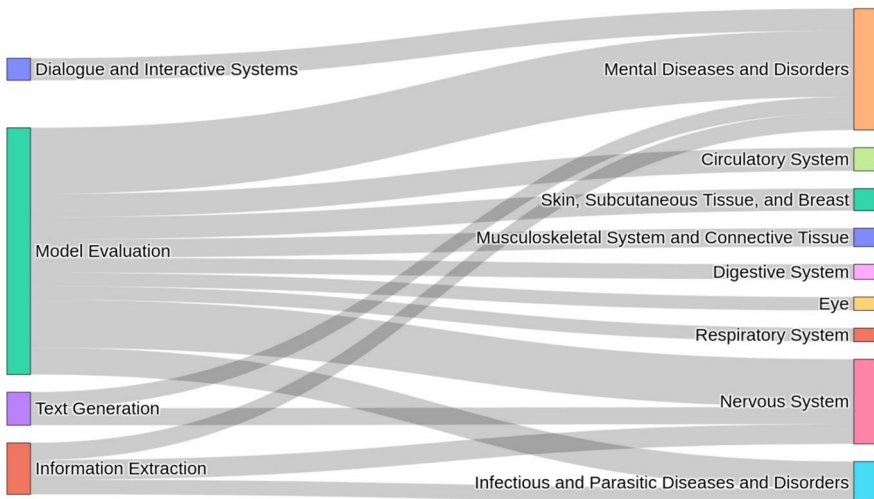 Dialogue and Interactive Systems
Model Evaluation
Text Generation
Information Extraction
Mental Diseases and Disorders
Circulatory System
Skin, Subcutaneous Tissue, and Breast
Musculoskeletal System and Connective Tissue
Digestive System
Eye
Respiratory System
Nervous System
Infectious and Parasitic Diseases and Disorders